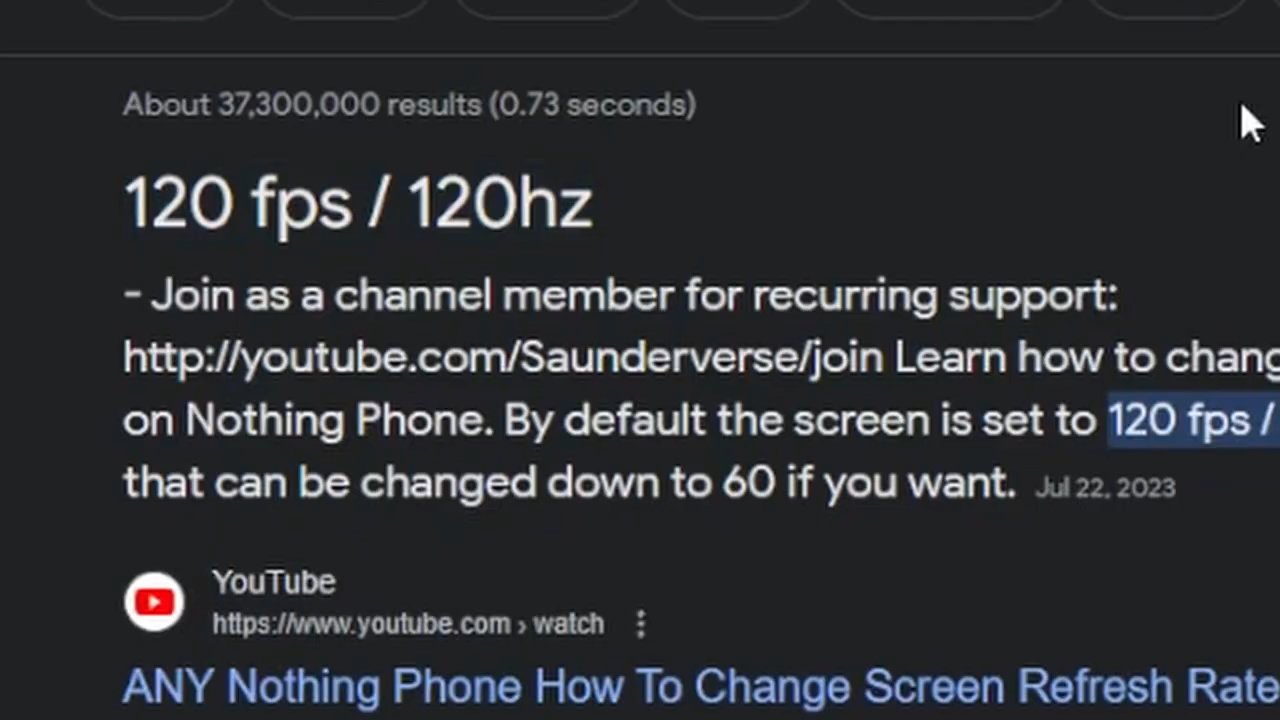 About 37,300,000 results (0.73 seconds)
120 fps / 120hz
- Join as a channel member for recurring support:
http://youtube.com/Saunderverse/join Learn how to chang
on Nothing Phone. By default the screen is set to 120 fps /
that can be changed down to 60 if you want. Jul 22, 2023
YouTube
https://www.youtube.com › watch
ANY Nothing Phone How To Change Screen Refresh Rate